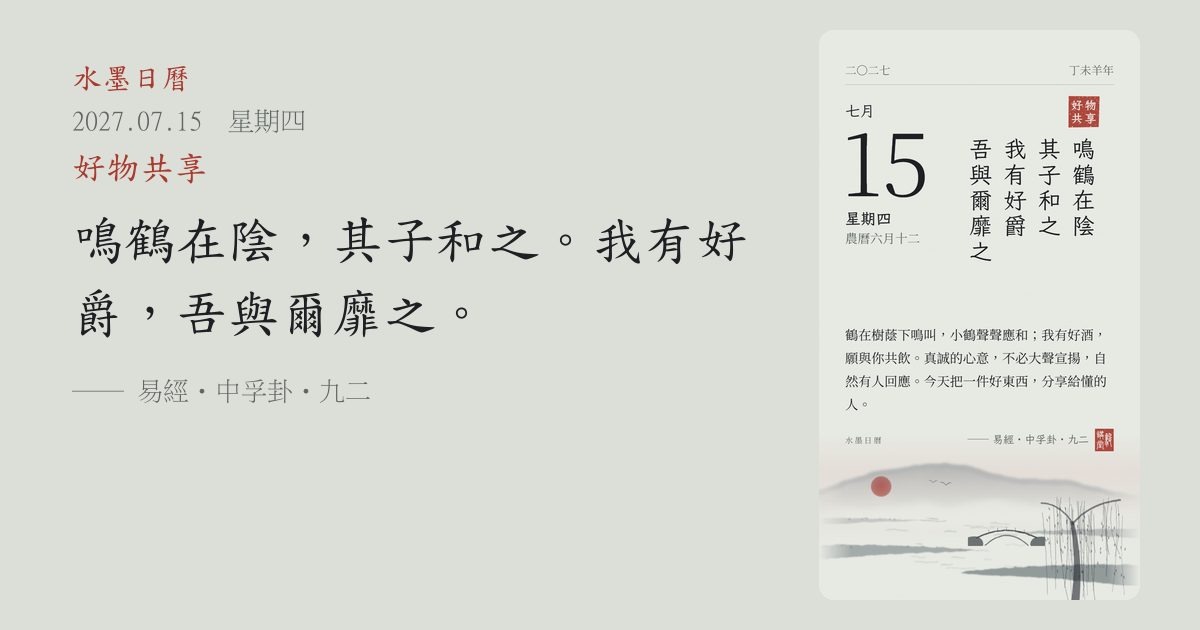 水墨日曆
2027.07.15 星期四
好物共享
鳴鶴在陰，其子和之。我有好
爵，吾與爾靡之。
—— 易經·中孚卦·九二
二〇二七
丁未羊年
七月
15
星期四
農曆六月十二
好物
共享
鳴鶴在陰
其子和之
我有好爵
吾與爾靡之
鶴在樹蔭下鳴叫，小鶴聲聲應和；我有好酒，
願與你共飲。真誠的心意，不必大聲宣揚，自
然有人回應。今天把一件好東西，分享給懂的
人。
水墨日曆
—— 易經·中孚卦·九二